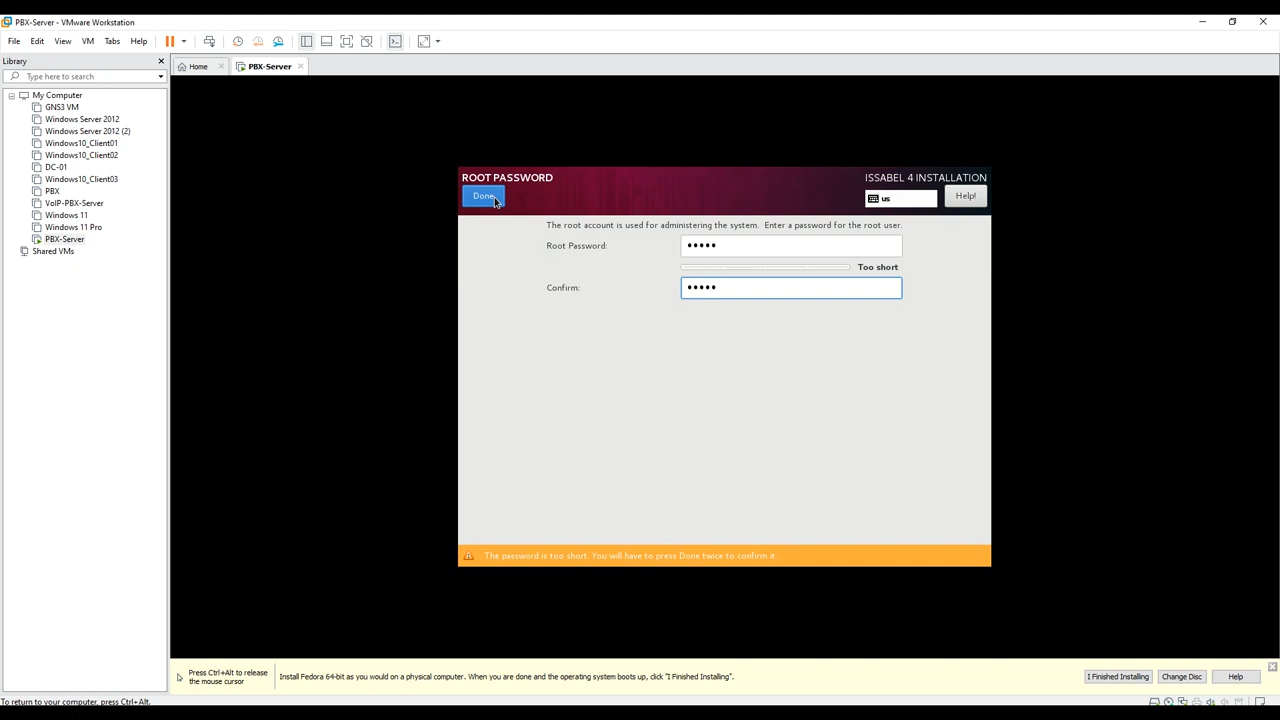 PBX-Server - VMware Workstation
File Edit View VM Tabs Help
Library
Home
PBX-Server
Type here to search
My Computer
GNS3 VM
Windows Server 2012
Windows Server 2012 (2)
Windows10_Client01
Windows10_Client02
DC-01
Windows10_Client03
PBX
VoIP-PBX-Server
Windows 11
Windows 11 Pro
PBX-Server
Shared VMs
ROOT PASSWORD
ISSABEL 4 INSTALLATION
Done
us
Help!
The root account is used for administering the system. Enter a password for the root user.
Root Password: •••••
Too short
Confirm: •••••
The password is too short. You will have to press Done twice to confirm it.
Press Ctrl+Alt to release
the mouse cursor
Install Fedora 64-bit as you would on a physical computer. When you are done and the operating system boots up, click "I Finished Installing".
I Finished Installing
Change Disc
Help
To return to your computer, press Ctrl+Alt.